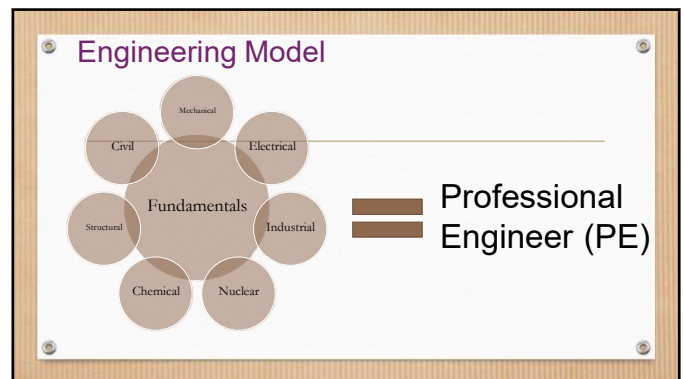 Engineering Model
Mechanical
Civil
Electrical
Fundamentals
Structural
Industrial
Chemical
Nuclear
Professional
Engineer (PE)